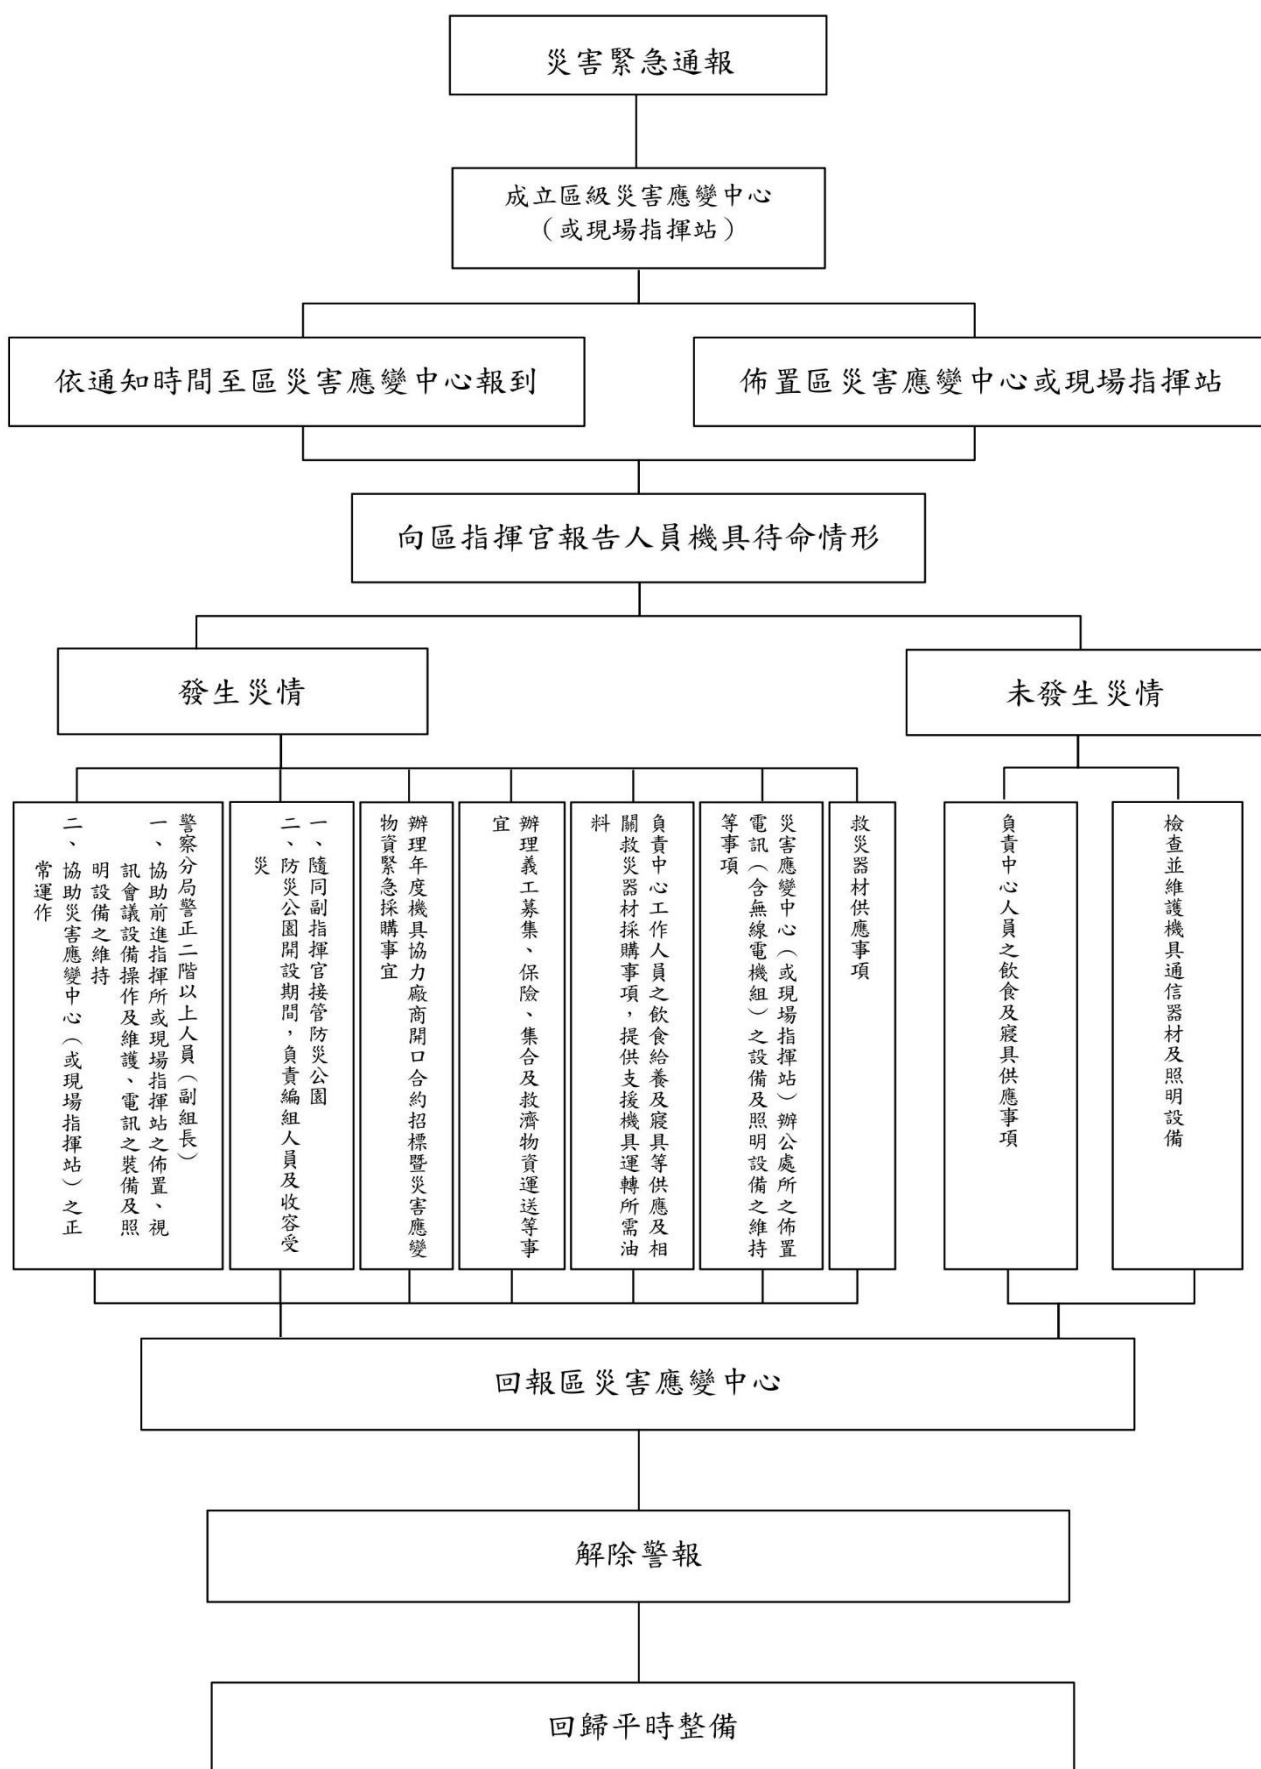 災害緊急通報
成立區級災害應變中心
（或現場指揮站）
依通知時間至區災害應變中心報到
佈置區災害應變中心或現場指揮站
向區指揮官報告人員機具待命情形
發生災情
未發生災情
警察分局警正二階以上人員（副組長）
一、協助前進指揮所或現場指揮站之佈置、視
訊會議設備操作及維護、電訊之裝備及照
明設備之維持
二、協助災害應變中心（或現場指揮站）之正
常運作
一、隨同副指揮官接管防災公園
二、防災公園開設期間，負責編組人員及收容受
災
辦理年度機具協力廠商開口合約招標暨災害應變
物資緊急採購事宜
辦理義工募集、保險、集合及救濟物資運送等事
宜
負責中心工作人員之飲食給養及寢具等供應及相
關救災器材採購事項，提供支援機具運轉所需油
料
災害應變中心（或現場指揮站）辦公處所之佈置
電訊（含無線電機組）之設備及照明設備之維持
等事項
救災器材供應事項
負責中心人員之飲食及寢具供應事項
檢查並維護機具通信器材及照明設備
回報區災害應變中心
解除警報
回歸平時整備